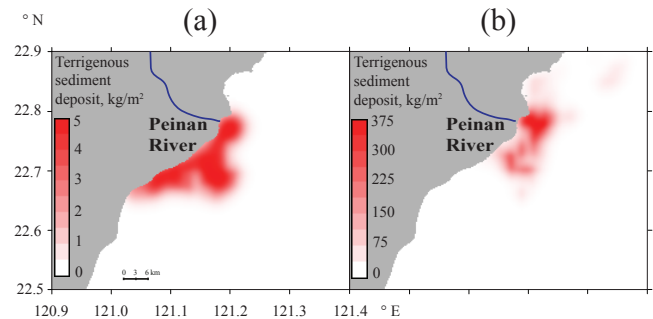 ° N (a) (b)
22.9
Terrigenous
sediment
deposit, kg/m²
Terrigenous
sediment
deposit, kg/m²
22.8
5
4
3
2
1
0
Peinan
River
375
300
225
150
75
0
Peinan
River
22.7
22.6
0 3 6 km
22.5
120.9 121.0 121.1 121.2 121.3 121.4 ° E